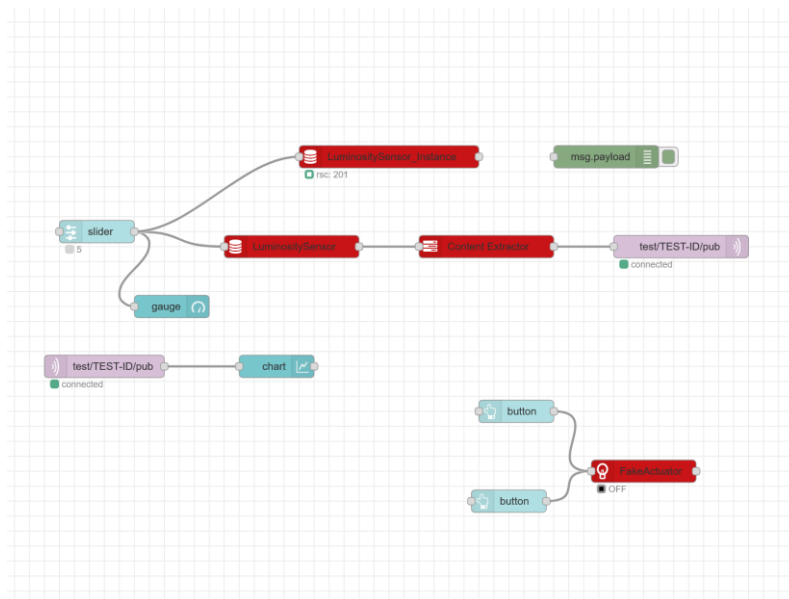 LuminositySensor_Instance
msg.payload
rsc: 201
slider
5
LuminositySensor
Content Extractor
test/TEST-ID/pub
connected
gauge
test/TEST-ID/pub
chart
connected
button
FakeActuator
OFF
button